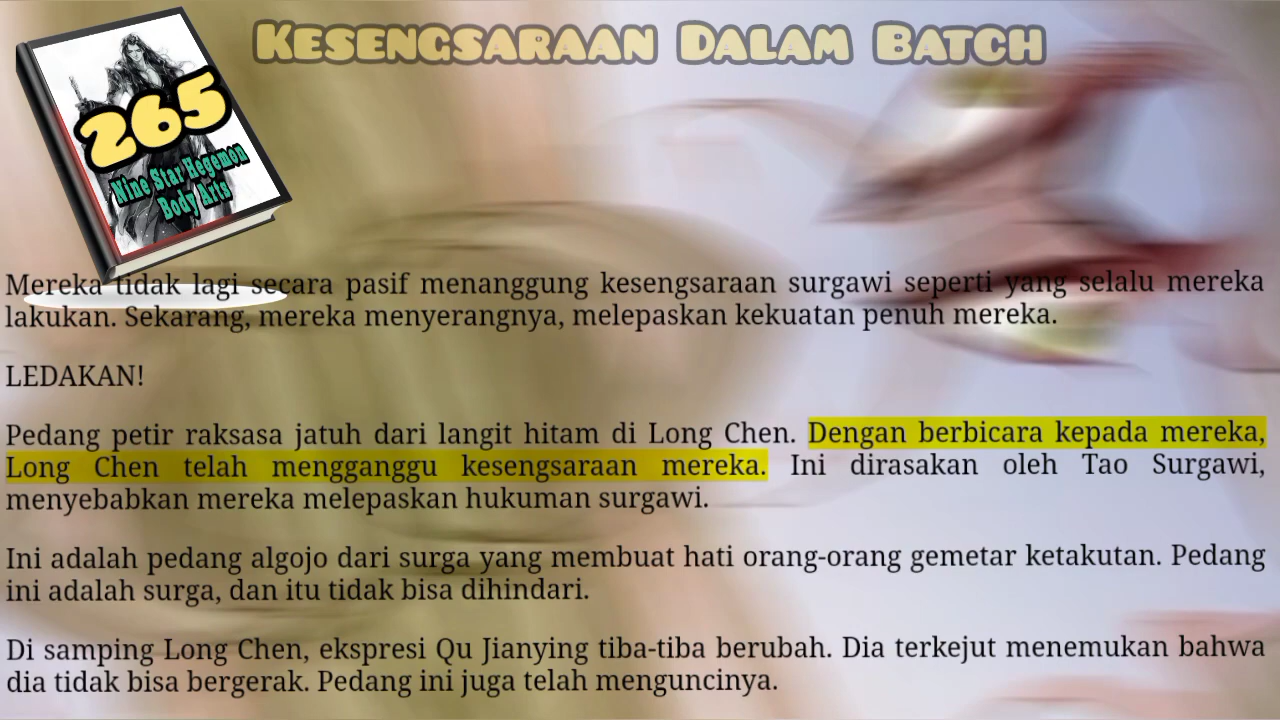 Kesengsaraan Dalam Batch
265
Nine Star Hegemon
Body Arts
Mereka tidak lagi secara pasif menanggung kesengsaraan surgawi seperti yang selalu mereka
lakukan. Sekarang, mereka menyerangnya, melepaskan kekuatan penuh mereka.
LEDAKAN!
Pedang petir raksasa jatuh dari langit hitam di Long Chen. Dengan berbicara kepada mereka,
Long Chen telah mengganggu kesengsaraan mereka. Ini dirasakan oleh Tao Surgawi,
menyebabkan mereka melepaskan hukuman surgawi.
Ini adalah pedang algojo dari surga yang membuat hati orang-orang gemetar ketakutan. Pedang
ini adalah surga, dan itu tidak bisa dihindari.
Di samping Long Chen, ekspresi Qu Jianying tiba-tiba berubah. Dia terkejut menemukan bahwa
dia tidak bisa bergerak. Pedang ini juga telah menguncinya.